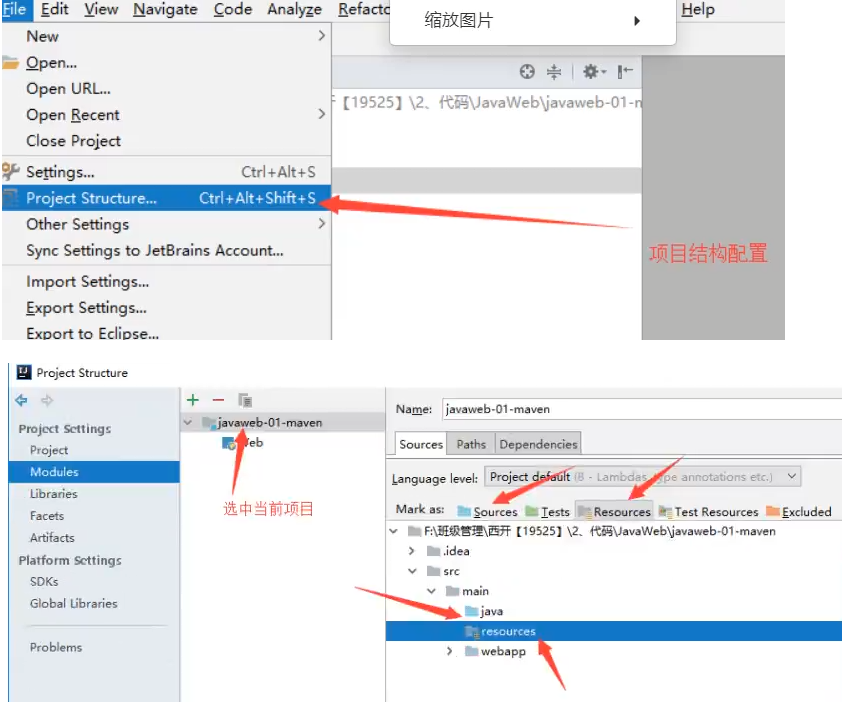 File Edit View Navigate Code Analyze Refacto Help
缩放图片
New
Open...
Open URL...
Open Recent
Close Project
开【19525】\2、代码\JavaWeb\javaweb-01-m
Settings... Ctrl+Alt+S
Project Structure... Ctrl+Alt+Shift+S
Other Settings
Sync Settings to JetBrains Account...
项目结构配置
Import Settings...
Export Settings...
Export to Eclipse...
Project Structure
Project Settings
Project
Modules
Libraries
Facets
Artifacts
Platform Settings
SDKs
Global Libraries
Problems
javaweb-01-maven
Web
选中当前项目
Name: javaweb-01-maven
Sources Paths Dependencies
Language level: Project default (8 - Lambdas, type annotations etc.)
Mark as: Sources Tests Resources Test Resources Excluded
F:\班级管理\西开【19525】\2、代码\JavaWeb\javaweb-01-maven
.idea
src
main
java
resources
webapp